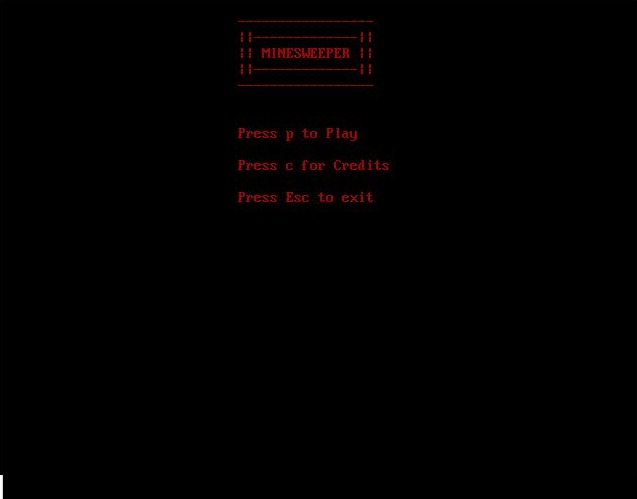 MINESWEEPER
Press p to Play
Press c for Credits
Press Esc to exit